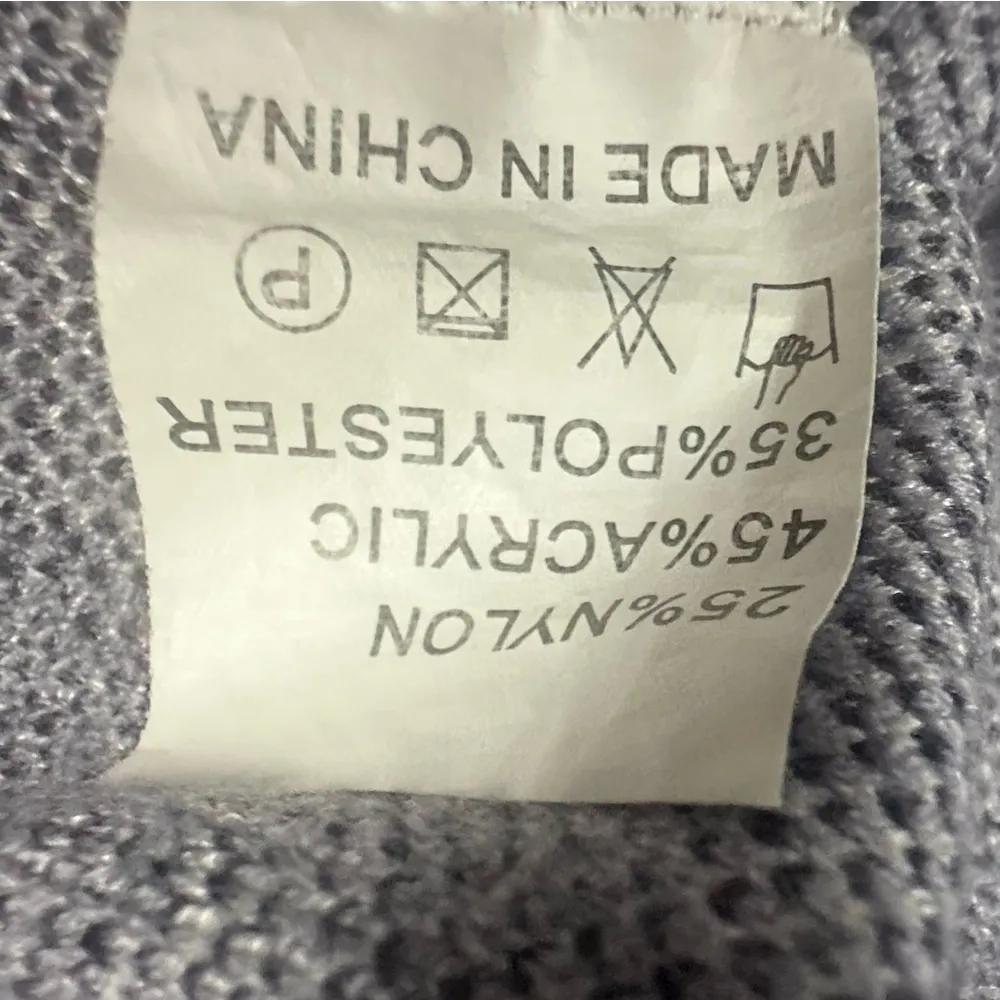 25%NYLON
45%ACRYLIC
35%POLYESTER
P
MADE IN CHINA